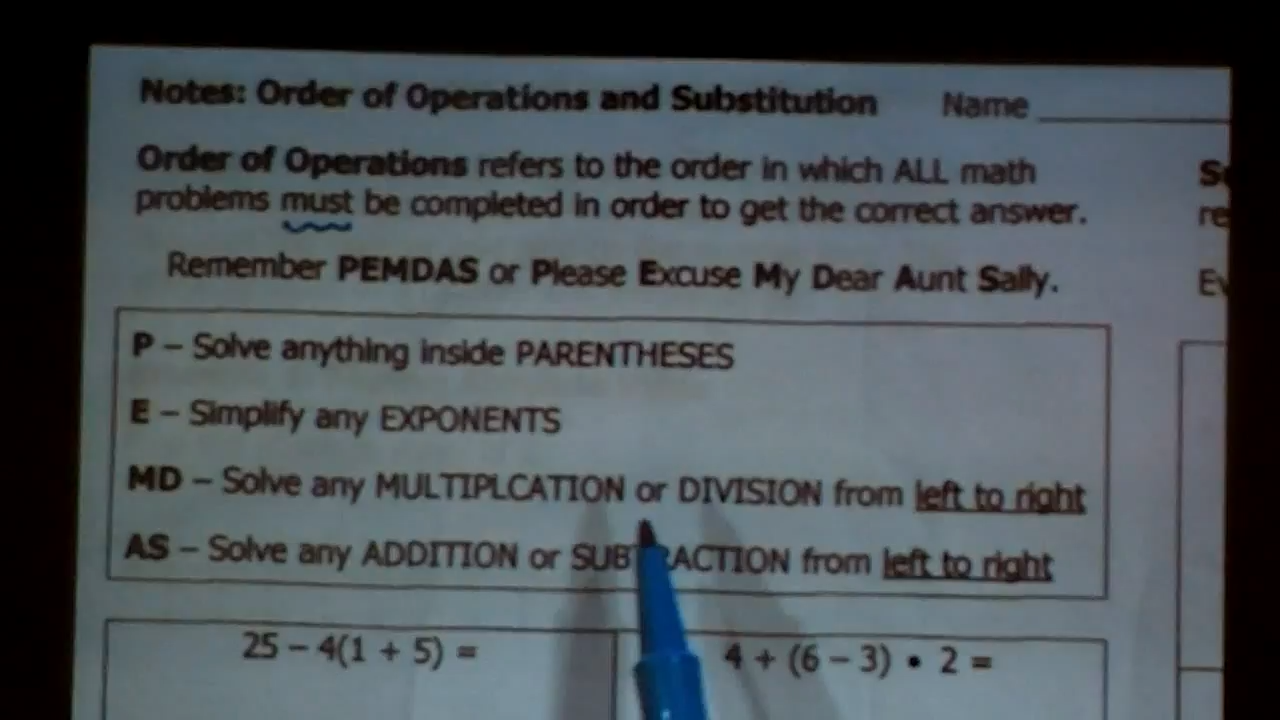 Notes: Order of Operations and Substitution Name
Order of Operations refers to the order in which ALL math
problems must be completed in order to get the correct answer.
Remember PEMDAS or Please Excuse My Dear Aunt Sally.
P – Solve anything inside PARENTHESES
E – Simplify any EXPONENTS
MD – Solve any MULTIPLCATION or DIVISION from left to right
AS – Solve any ADDITION or SUBTRACTION from left to right
25 – 4(1 + 5) =
4 + (6 – 3) • 2 =